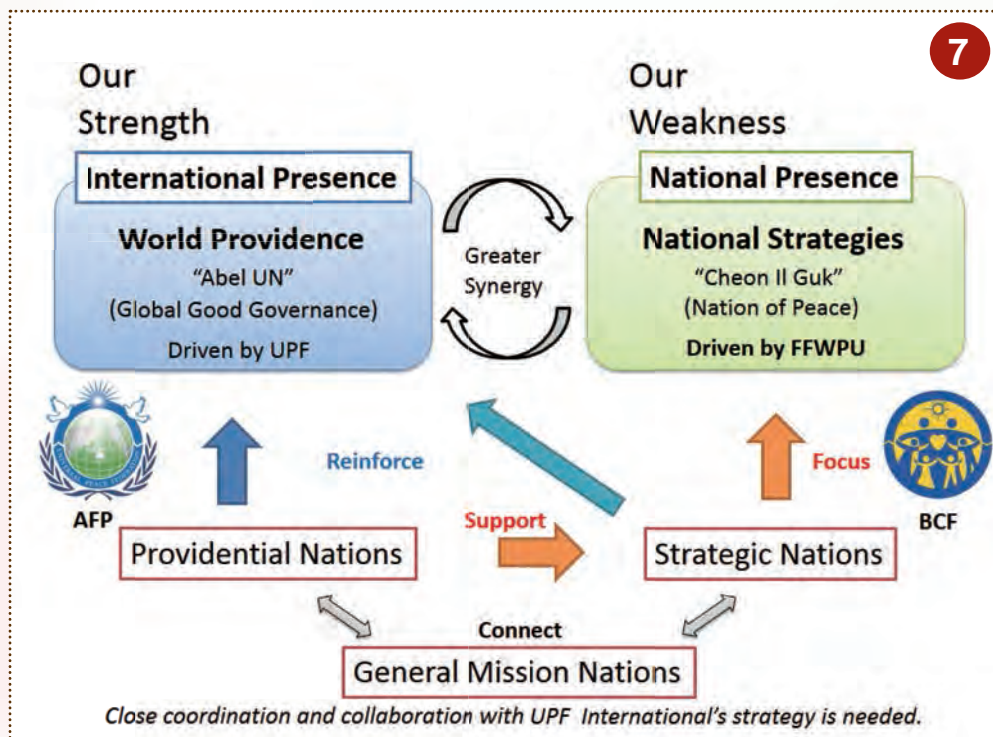 7
Our
Strength
Our
Weakness
International Presence
World Providence
“Abel UN”
(Global Good Governance)
Driven by UPF
Greater
Synergy
National Presence
National Strategies
“Cheon Il Guk”
(Nation of Peace)
Driven by FFWPU
AFP
Reinforce
Focus
BCF
Providential Nations
Support
Strategic Nations
Connect
General Mission Nations
Close coordination and collaboration with UPF International’s strategy is needed.